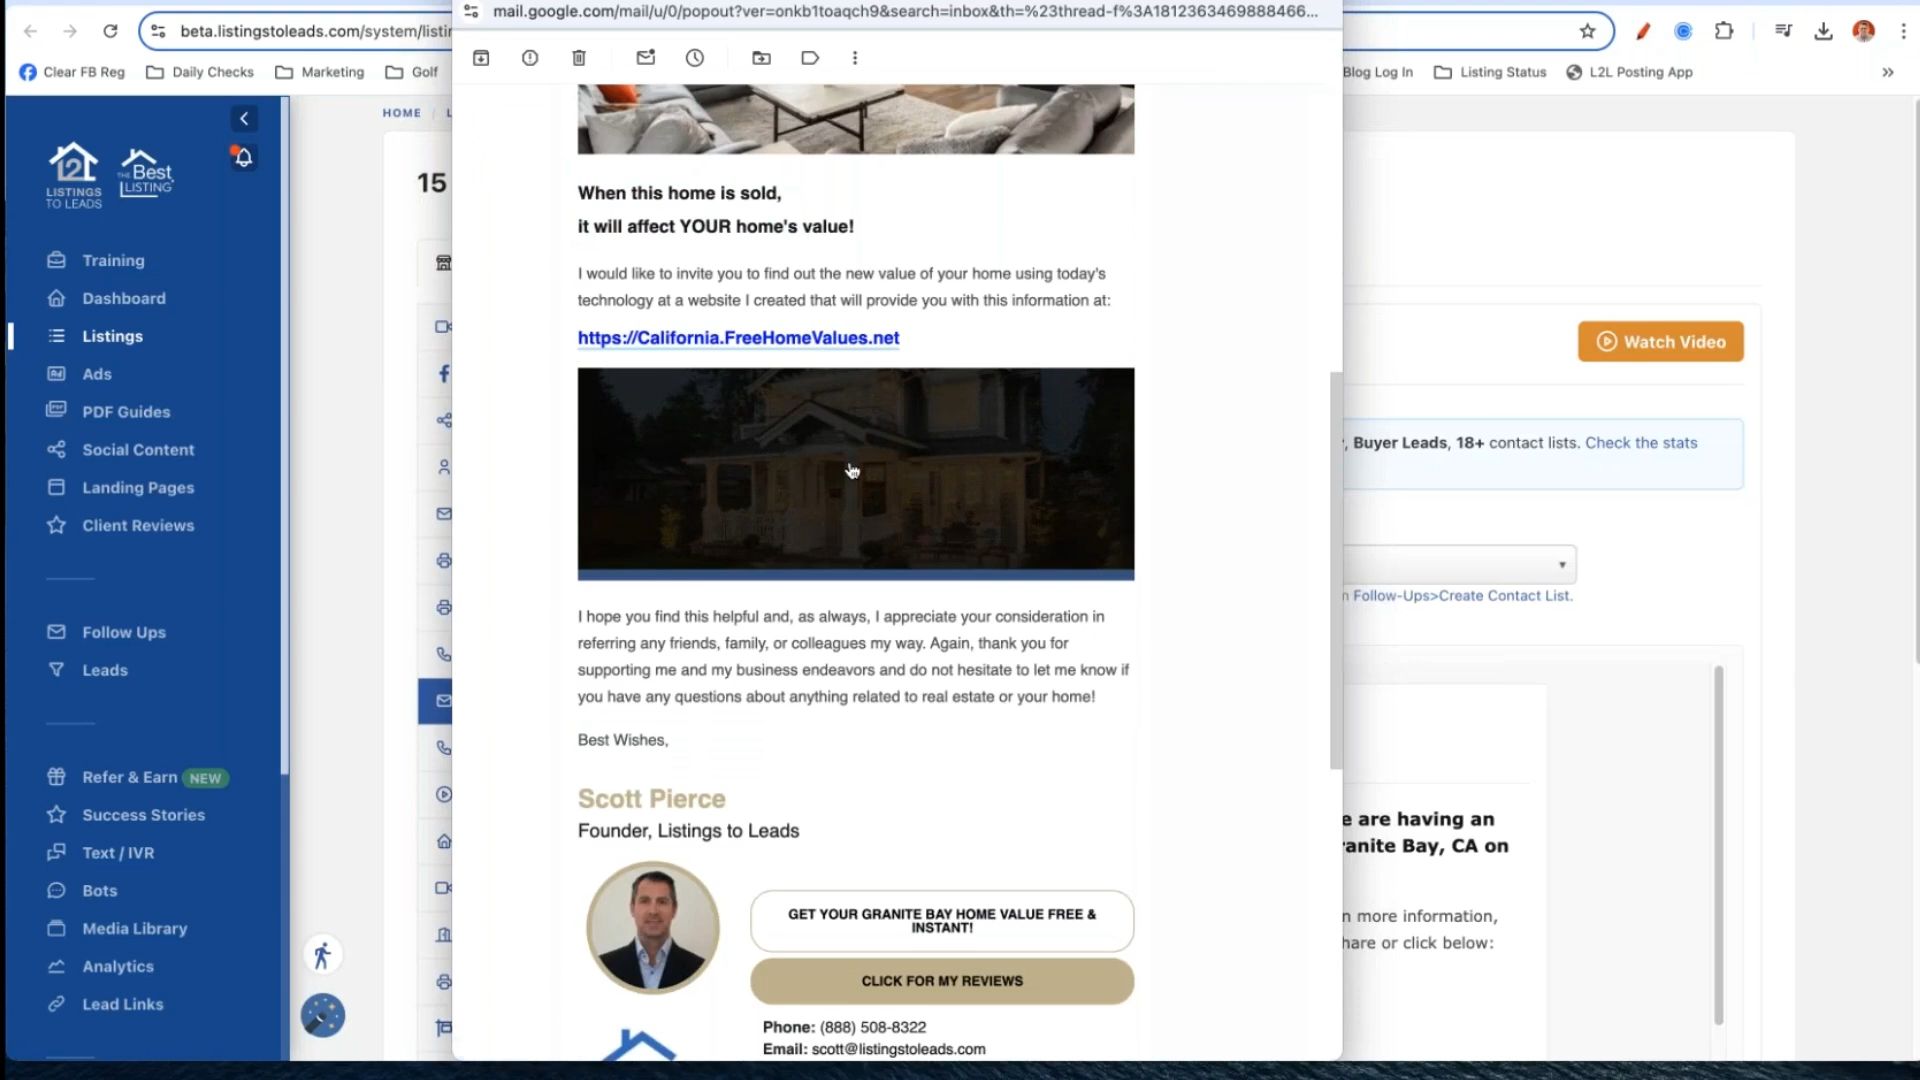 mail.google.com/mail/u/0/popout?ver=onkb1toaqch9&search=inbox&th=%23thread-f%3A1812363469888466...
beta.listingstoleads.com/system/listi
Clear FB Reg
Daily Checks
Marketing
Golf
Blog Log In
Listing Status
L2L Posting App
»
L2L
LISTINGS
TO LEADS
THE Best
LISTING
Training
Dashboard
Listings
Ads
PDF Guides
Social Content
Landing Pages
Client Reviews
Follow Ups
Leads
Refer & Earn NEW
Success Stories
Text / IVR
Bots
Media Library
Analytics
Lead Links
HOME
15
When this home is sold,
it will affect YOUR home's value!
I would like to invite you to find out the new value of your home using today's
technology at a website I created that will provide you with this information at:
https://California.FreeHomeValues.net
I hope you find this helpful and, as always, I appreciate your consideration in
referring any friends, family, or colleagues my way. Again, thank you for
supporting me and my business endeavors and do not hesitate to let me know if
you have any questions about anything related to real estate or your home!
Best Wishes,
Scott Pierce
Founder, Listings to Leads
GET YOUR GRANITE BAY HOME VALUE FREE &
INSTANT!
CLICK FOR MY REVIEWS
Phone: (888) 508-8322
Email: scott@listingstoleads.com
Watch Video
, Buyer Leads, 18+ contact lists. Check the stats
n Follow-Ups>Create Contact List.
e are having an
ranite Bay, CA on
n more information,
hare or click below: